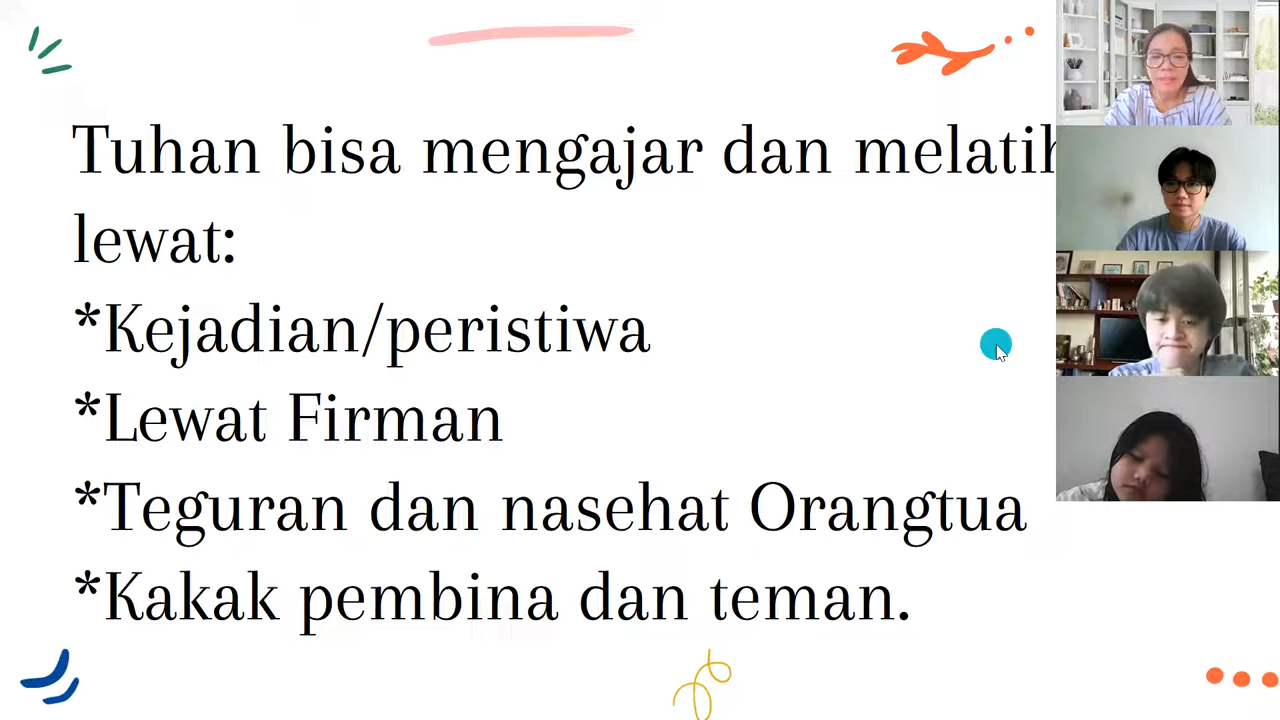 Tuhan bisa mengajar dan melatih
lewat:
*Kejadian/peristiwa
*Lewat Firman
*Teguran dan nasehat Orangtua
*Kakak pembina dan teman.